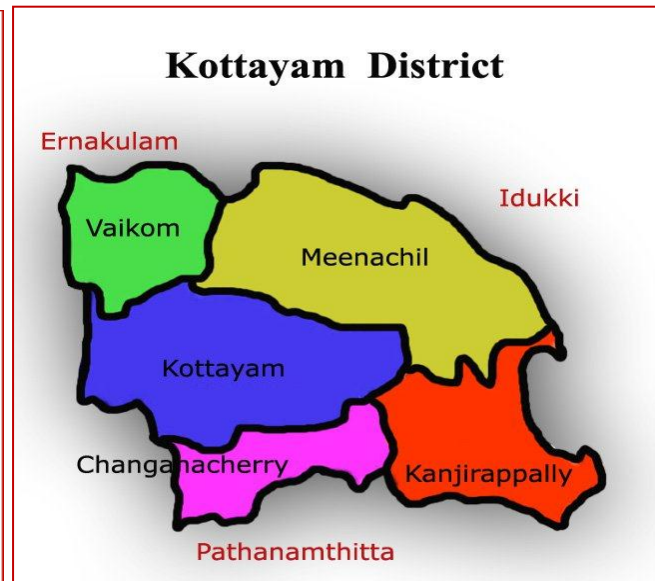 Kottayam District
Ernakulam
Idukki
Vaikom
Meenachil
Kottayam
Changanacherry
Kanjirappally
Pathanamthitta